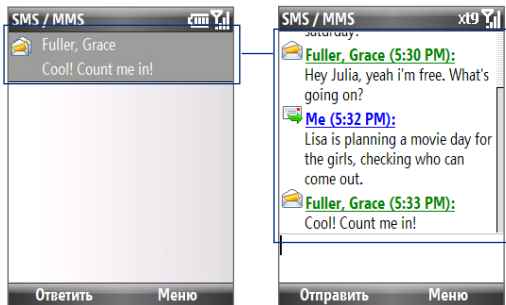 SMS / MMS
Fuller, Grace
Cool! Count me in!
Ответить Меню
SMS / MMS xt9
saturday.
Fuller, Grace (5:30 PM):
Hey Julia, yeah i'm free. What's
going on?
Me (5:32 PM):
Lisa is planning a movie day for
the girls, checking who can
come out.
Fuller, Grace (5:33 PM):
Cool! Count me in!
Отправить Меню